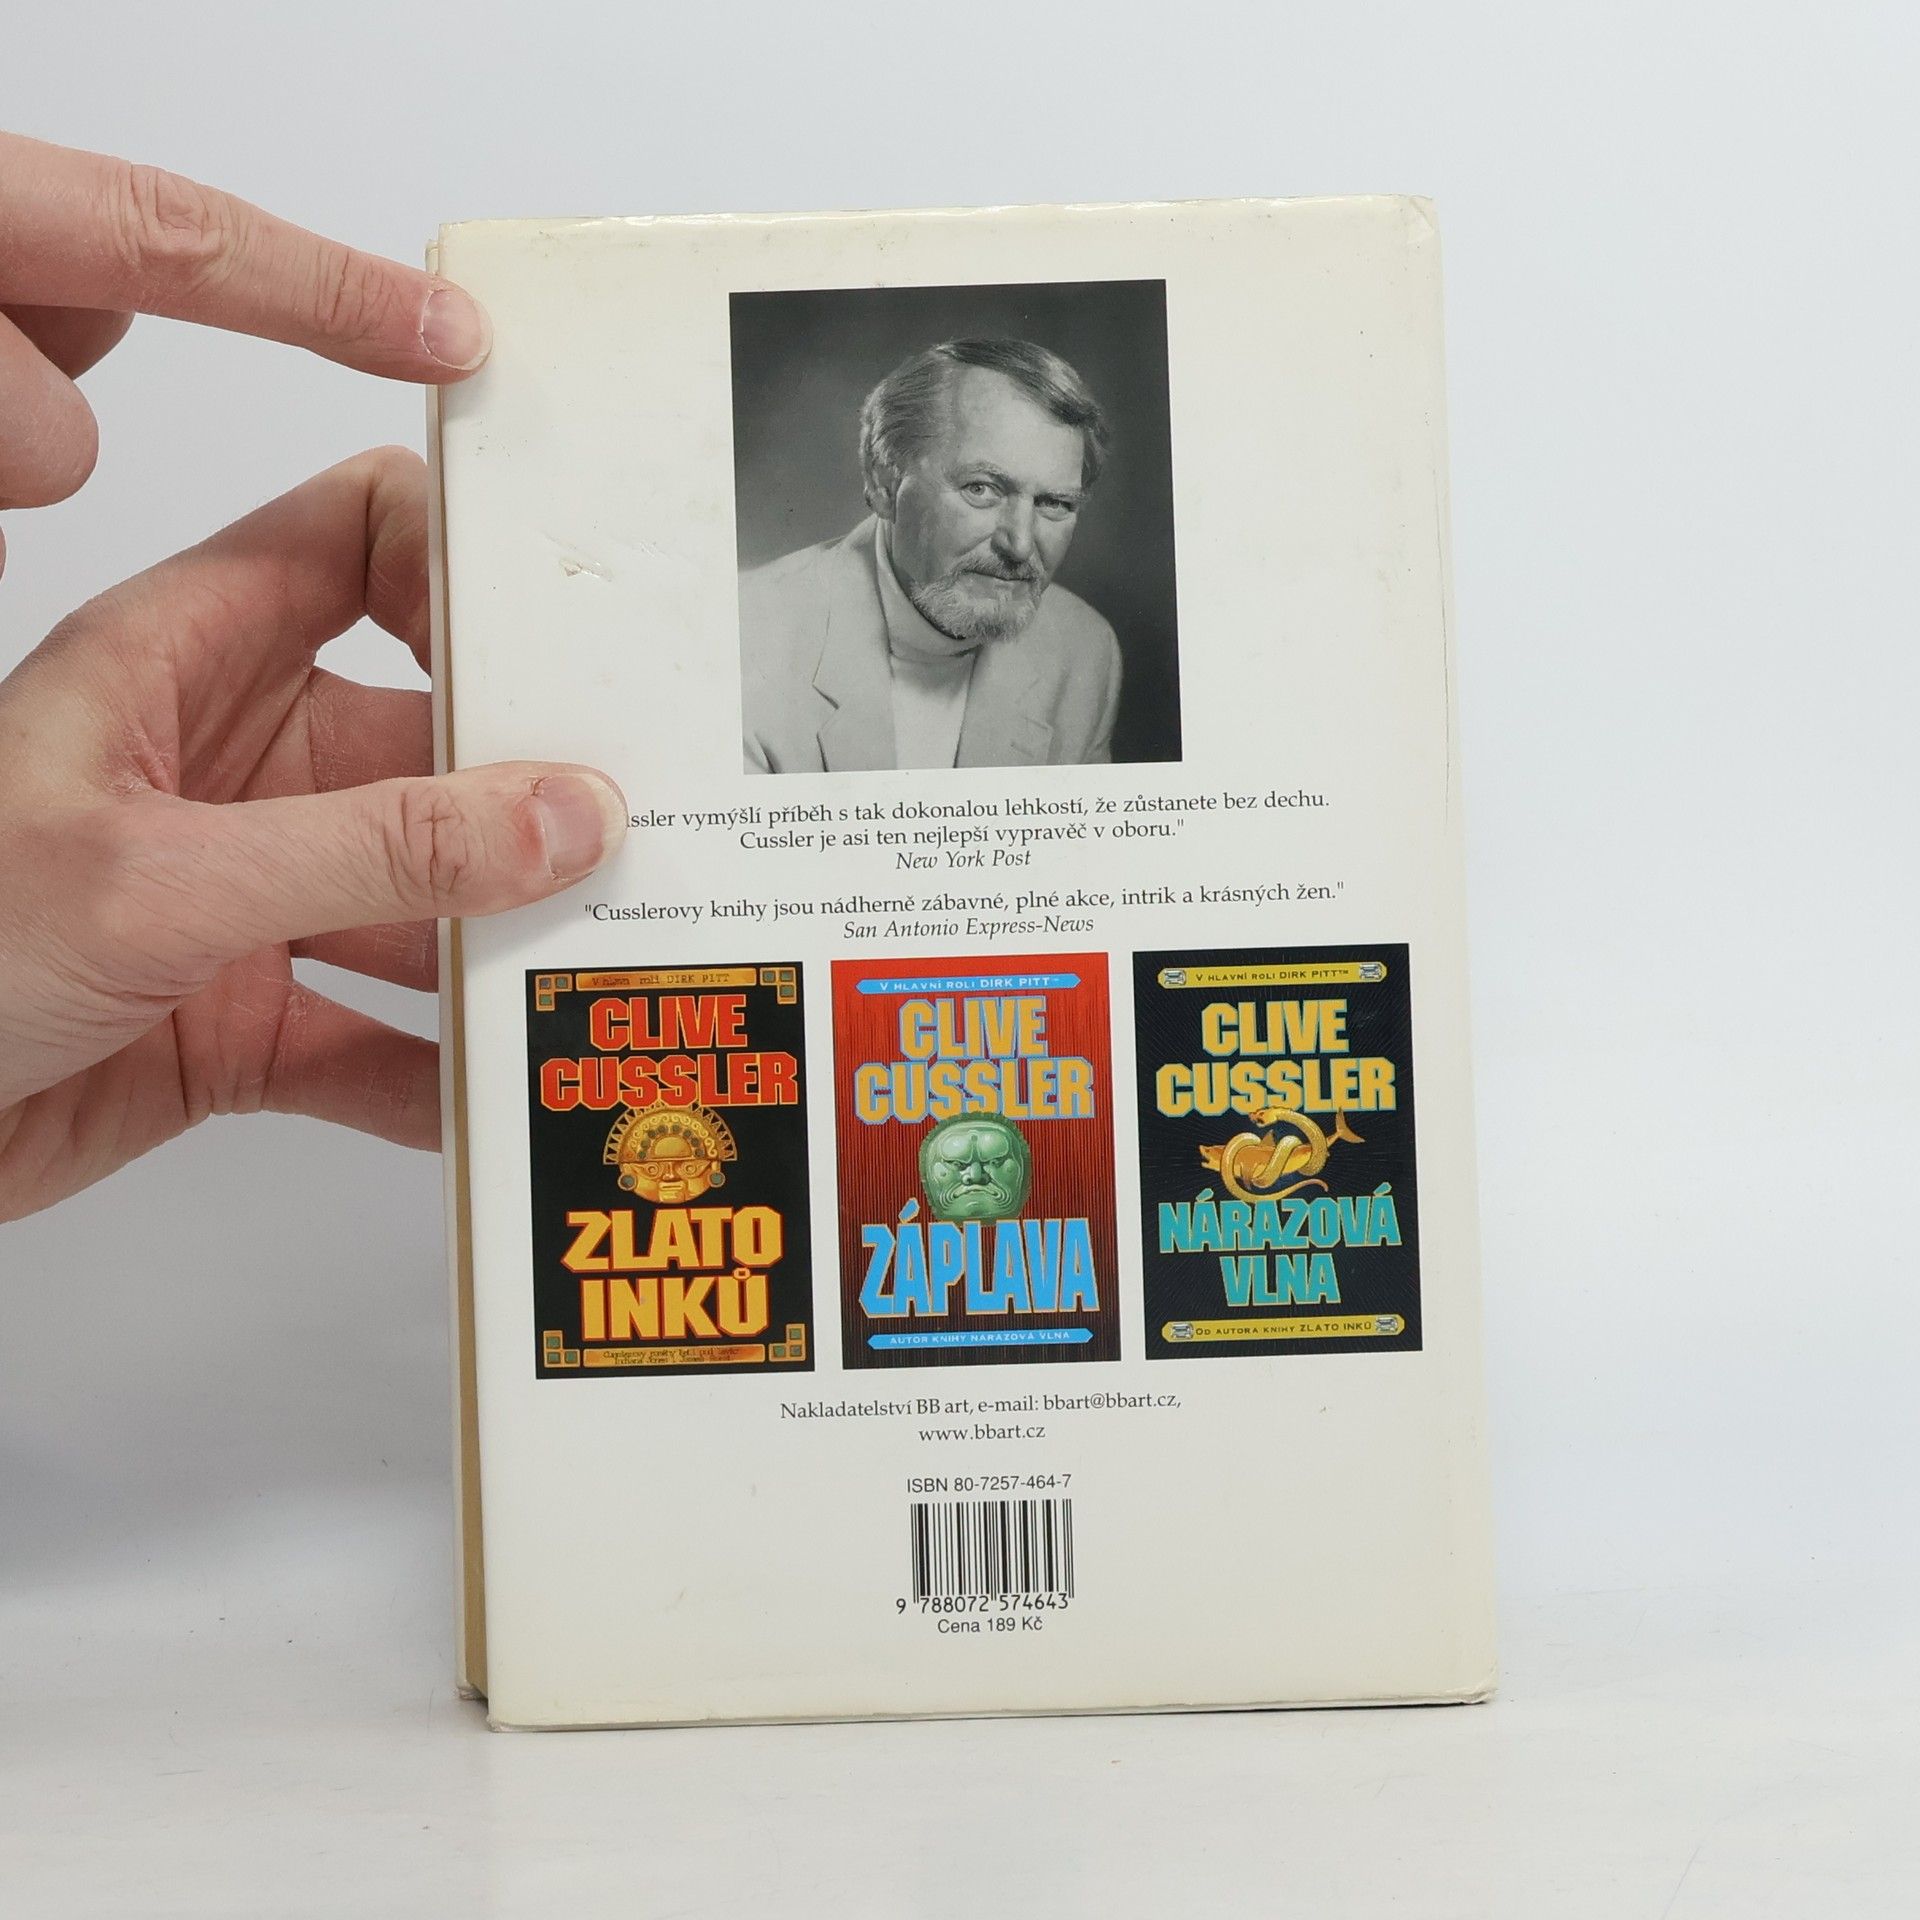 ssler vymýšlí příběh s tak dokonalou lehkostí, že zůstanete bez dechu.
Cussler je asi ten nejlepší vypravěč v oboru."
New York Post
"Cusslerovy knihy jsou nádherně zábavné, plné akce, intrik a krásných žen."
San Antonio Express-News
V hlavní roli DIRK PITT
CLIVE
CUSSLER
ZLATO
INKŮ
V HLAVNÍ ROLI DIRK PITT™
CLIVE
CUSSLER
ZÁPLAVA
AUTOR KNIHY NÁRAZOVÁ VLNA
V HLAVNÍ ROLI DIRK PITT™
CLIVE
CUSSLER
NÁRAZOVÁ
VLNA
OD AUTORA KNIHY ZLATO INKŮ
Nakladatelství BB art, e-mail: bbart@bbart.cz,
www.bbart.cz
ISBN 80-7257-464-7
9 788072 574643
Cena 189 Kč